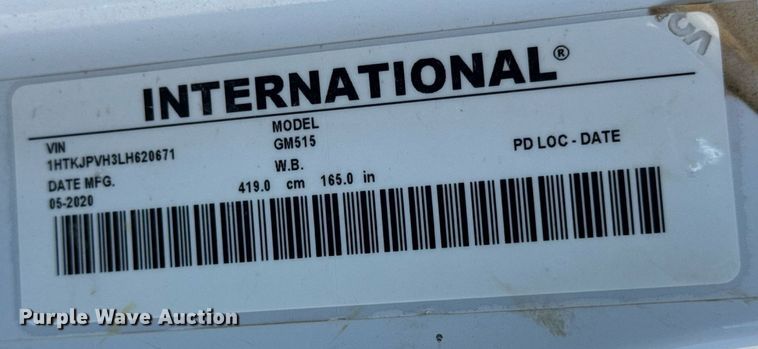 INTERNATIONAL®
VIN
1HTKJPVH3LH620671
MODEL
GM515
PD LOC - DATE
DATE MFG.
05-2020
W.B.
419.0 cm 165.0 in
Purple Wave Auction